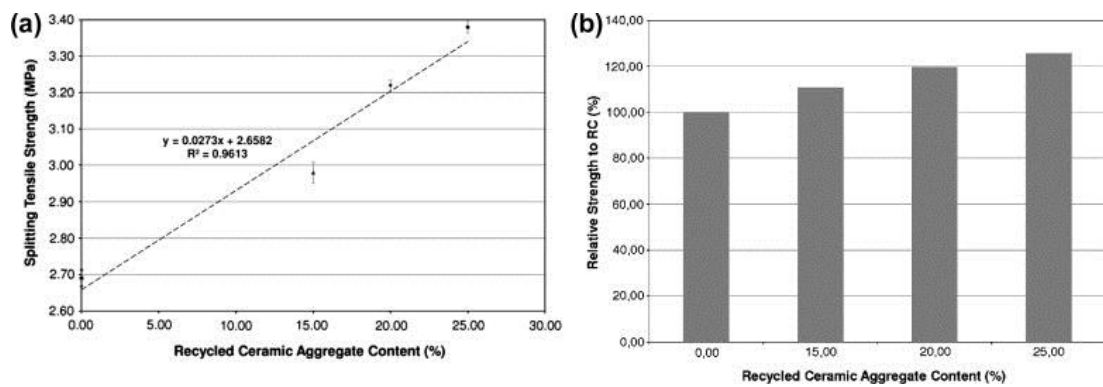 (a)
Splitting Tensile Strength (MPa)
3.40
3.30
3.20
3.10
3.00
2.90
2.80
2.70
2.60
y = 0.0273x + 2.6582
R² = 0.9613
0.00 5.00 10.00 15.00 20.00 25.00 30.00
Recycled Ceramic Aggregate Content (%)
(b)
Relative Strength to RC (%)
140,00
120,00
100,00
80,00
60,00
40,00
20,00
0,00
0,00 15,00 20,00 25,00
Recycled Ceramic Aggregate Content (%)